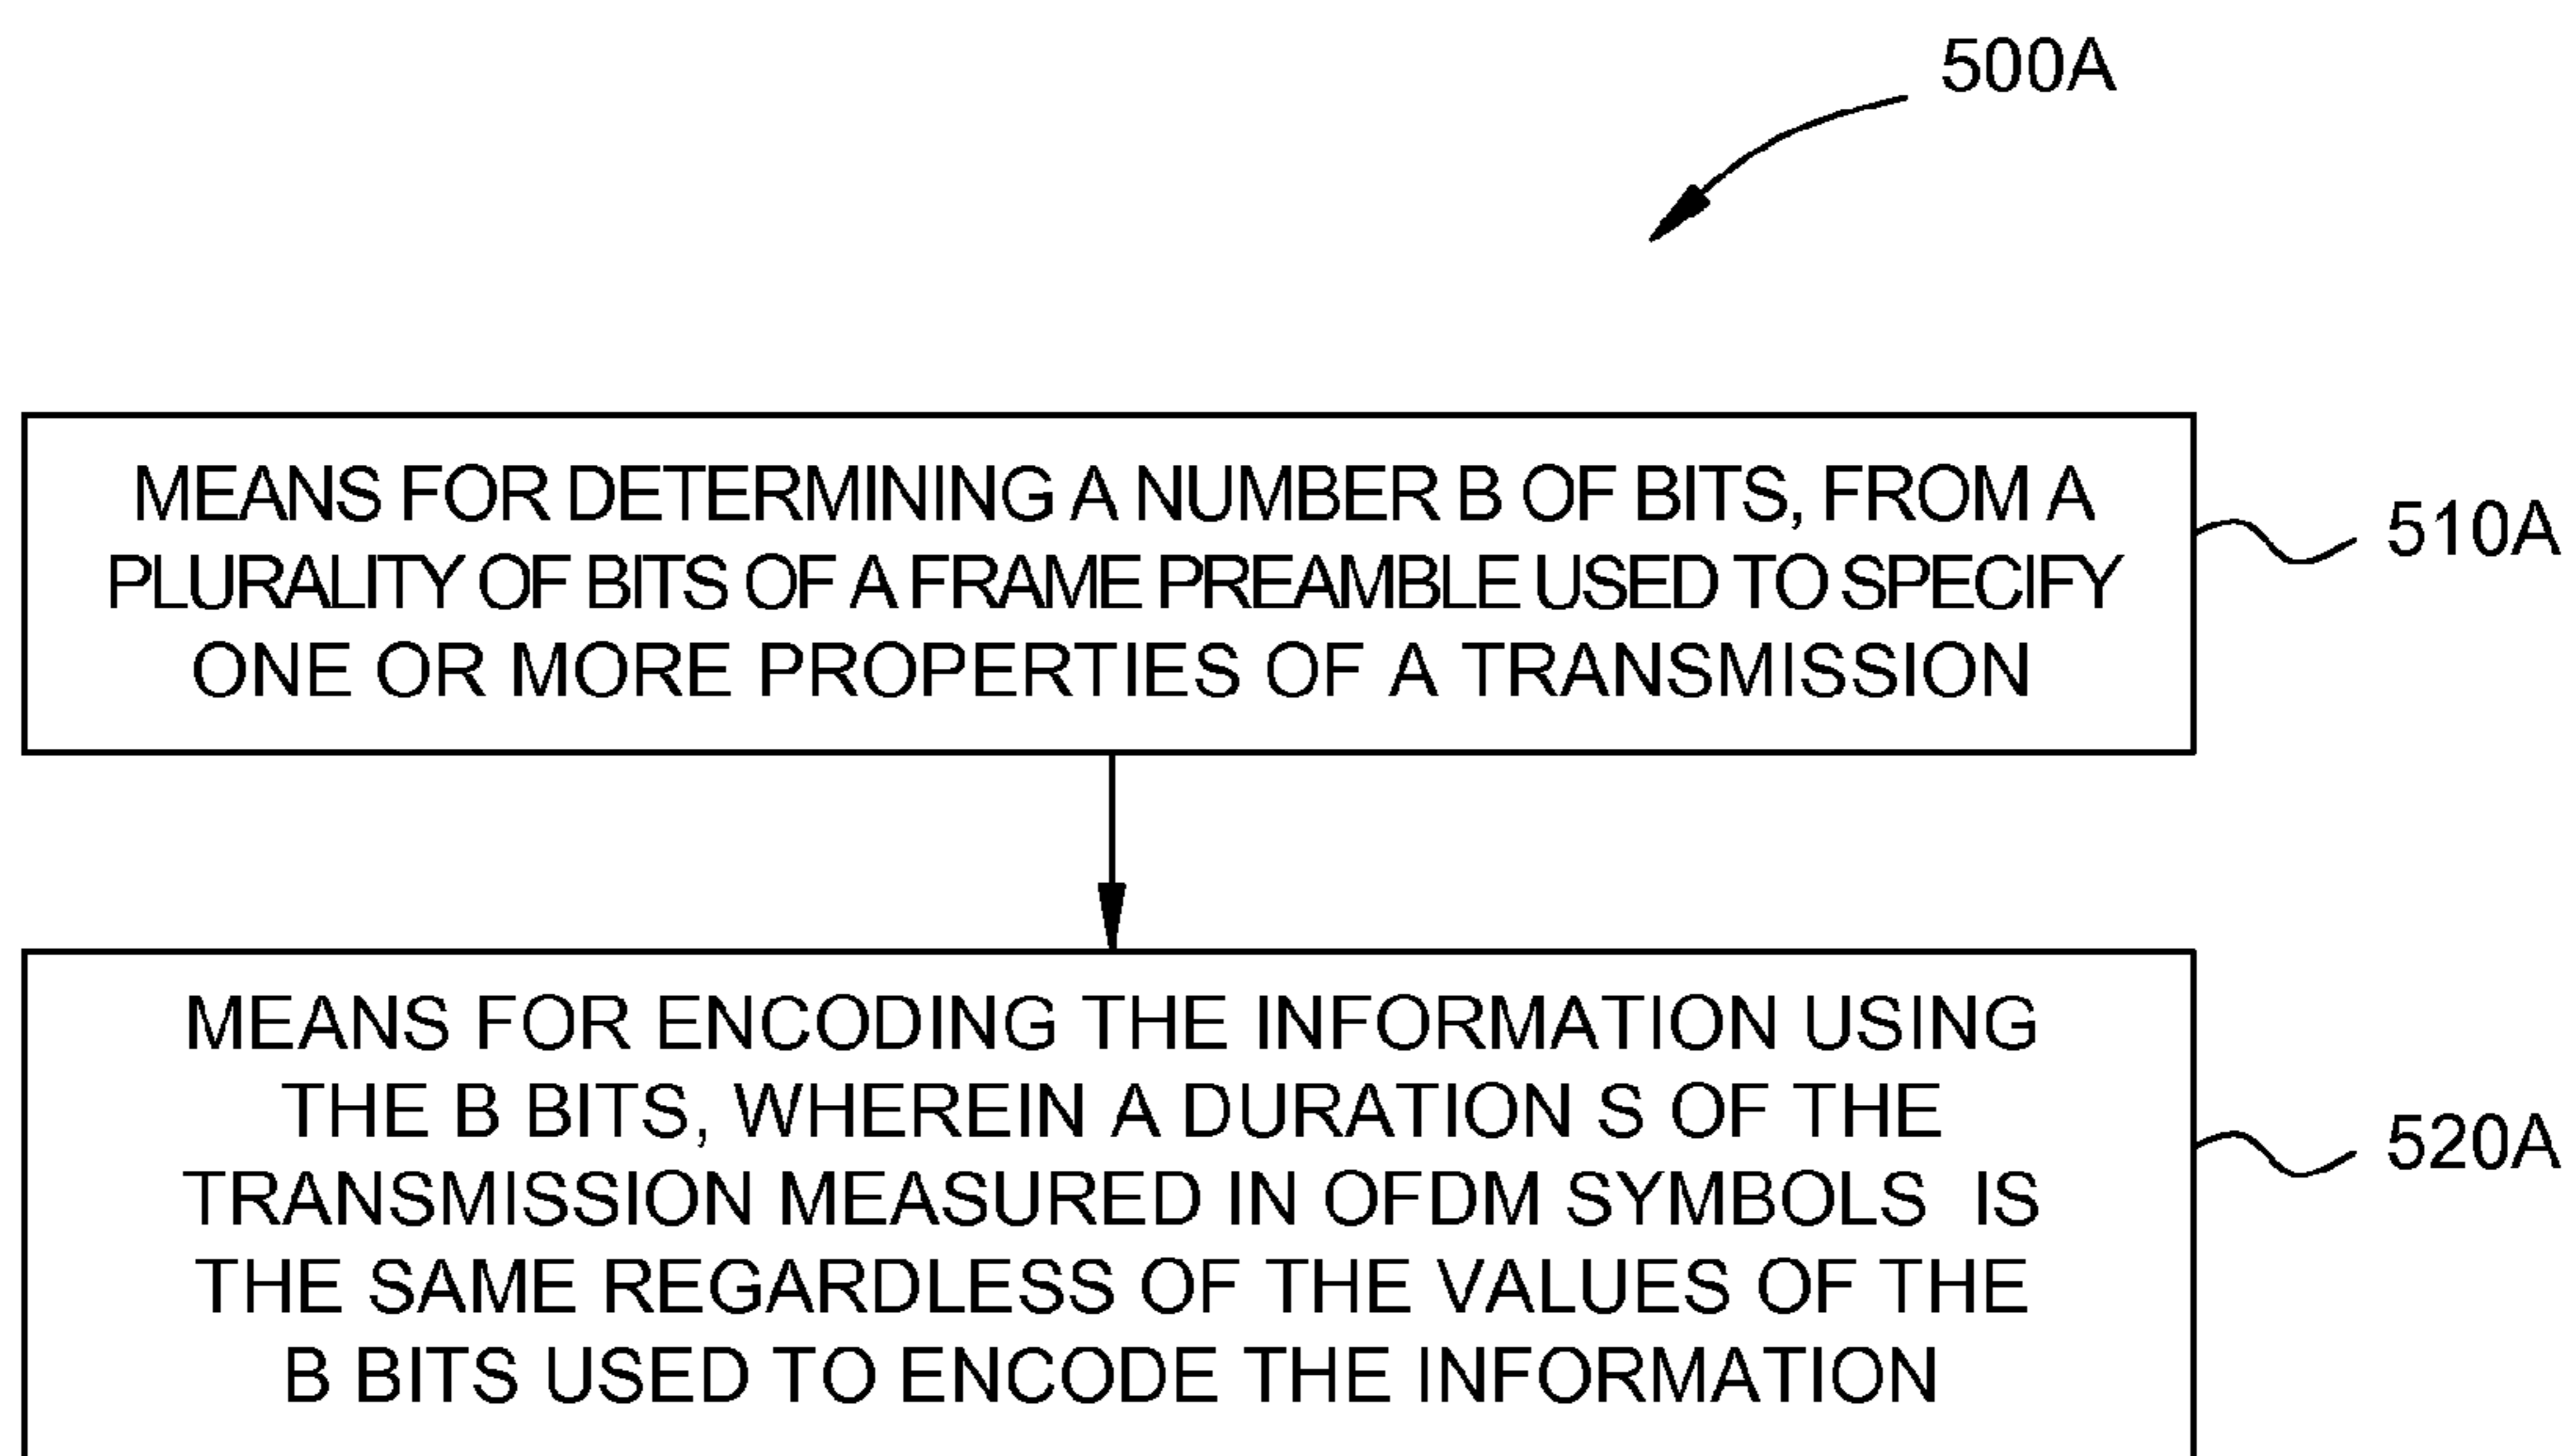 500A
MEANS FOR DETERMINING A NUMBER B OF BITS, FROM A
PLURALITY OF BITS OF A FRAME PREAMBLE USED TO SPECIFY
ONE OR MORE PROPERTIES OF A TRANSMISSION
510A
MEANS FOR ENCODING THE INFORMATION USING
THE B BITS, WHEREIN A DURATION S OF THE
TRANSMISSION MEASURED IN OFDM SYMBOLS IS
THE SAME REGARDLESS OF THE VALUES OF THE
B BITS USED TO ENCODE THE INFORMATION
520A